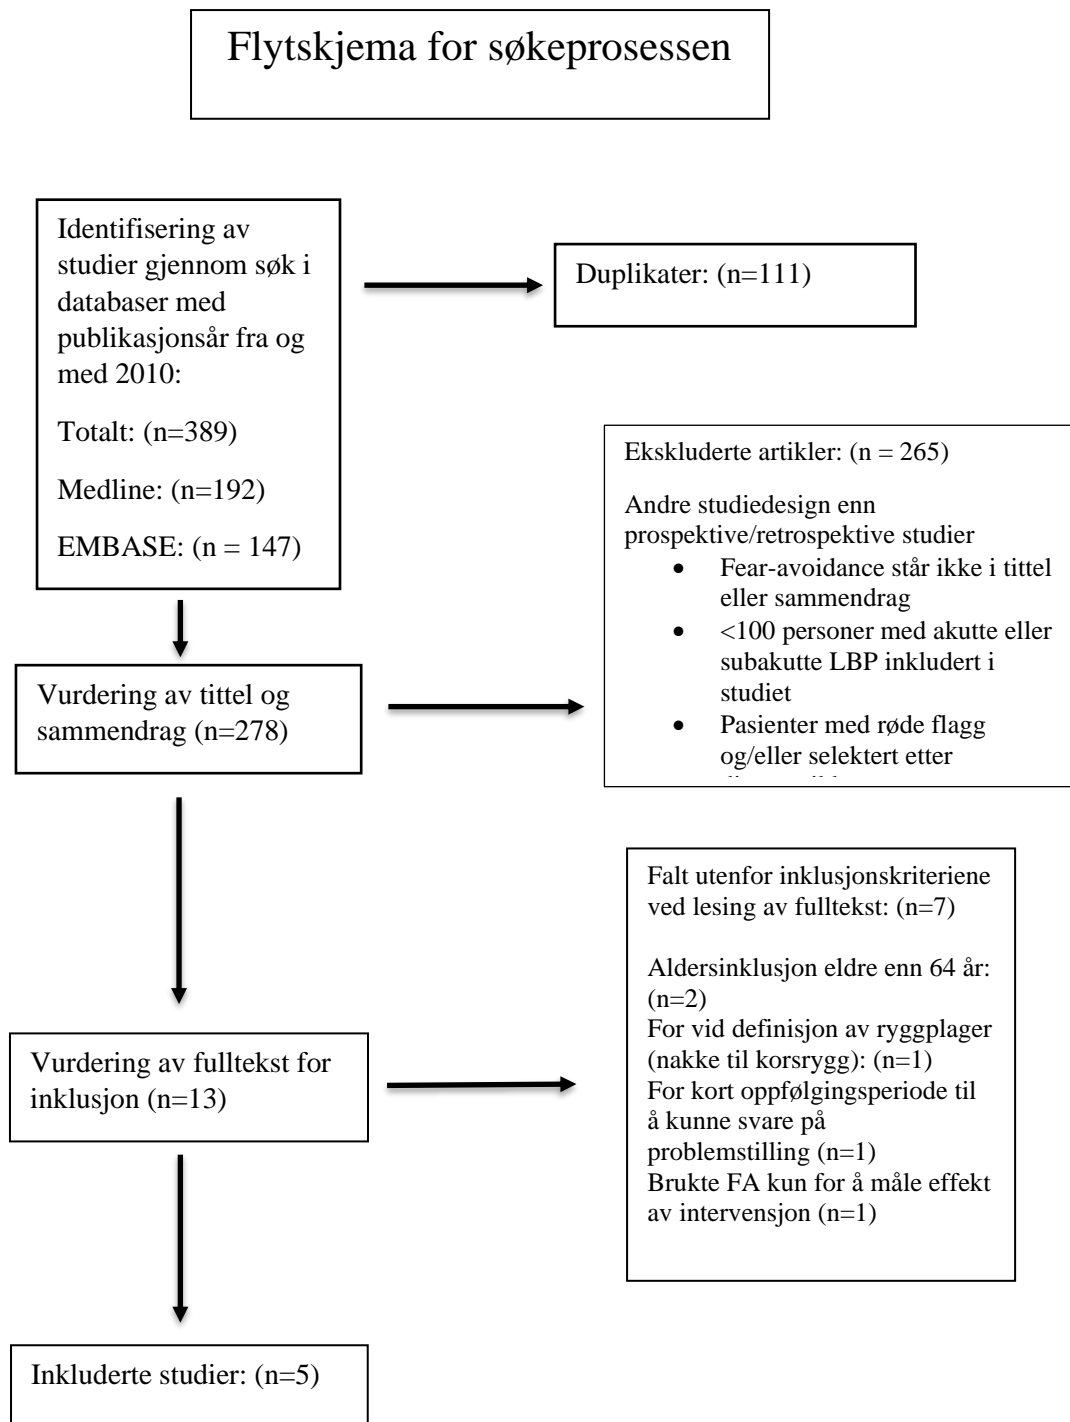 Flytskjema for søkeprosessen
Identifisering av
studier gjennom søk i
databaser med
publikasjonsår fra og
med 2010:
Totalt: (n=389)
Medline: (n=192)
EMBASE: (n = 147)
Duplikater: (n=111)
Vurdering av tittel og
sammendrag (n=278)
Ekskluderte artikler: (n = 265)
Andre studiedesign enn
prospektive/retrospektive studier
• Fear-avoidance står ikke i tittel
eller sammendrag
• <100 personer med akutte eller
subakutte LBP inkludert i
studiet
• Pasienter med røde flagg
og/eller selektert etter
Vurdering av fulltekst for
inklusjon (n=13)
Falt utenfor inklusjonskriteriene
ved lesing av fulltekst: (n=7)
Aldersinklusjon eldre enn 64 år:
(n=2)
For vid definisjon av ryggplager
(nakke til korsrygg): (n=1)
For kort oppfølgingsperiode til
å kunne svare på
problemstilling (n=1)
Brukte FA kun for å måle effekt
av intervensjon (n=1)
Inkluderte studier: (n=5)